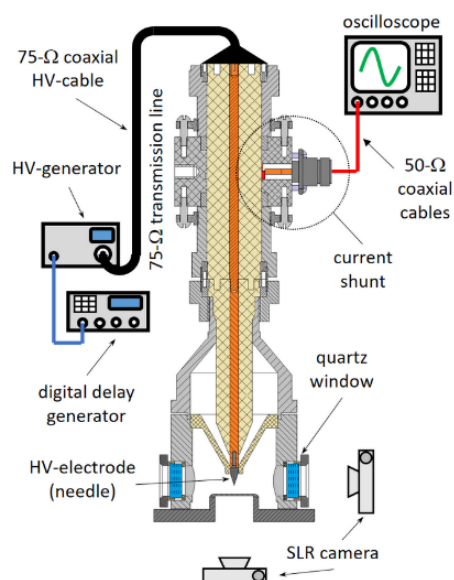 oscilloscope
75-Ω coaxial
HV-cable
HV-generator
75-Ω transmission line
50-Ω
coaxial
cables
current
shunt
digital delay
generator
quartz
window
HV-electrode
(needle)
SLR camera